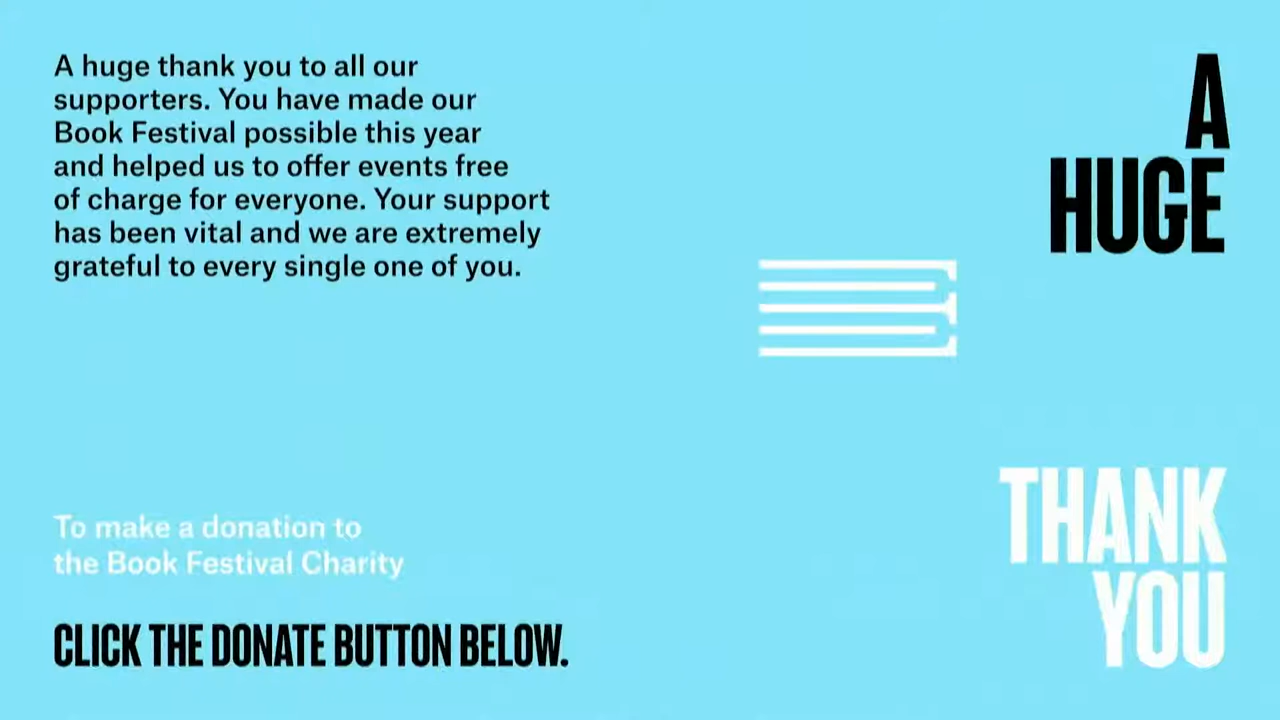 A huge thank you to all our
supporters. You have made our
Book Festival possible this year
and helped us to offer events free
of charge for everyone. Your support
has been vital and we are extremely
grateful to every single one of you.
To make a donation to
the Book Festival Charity
CLICK THE DONATE BUTTON BELOW.
A
HUGE
THANK
YOU